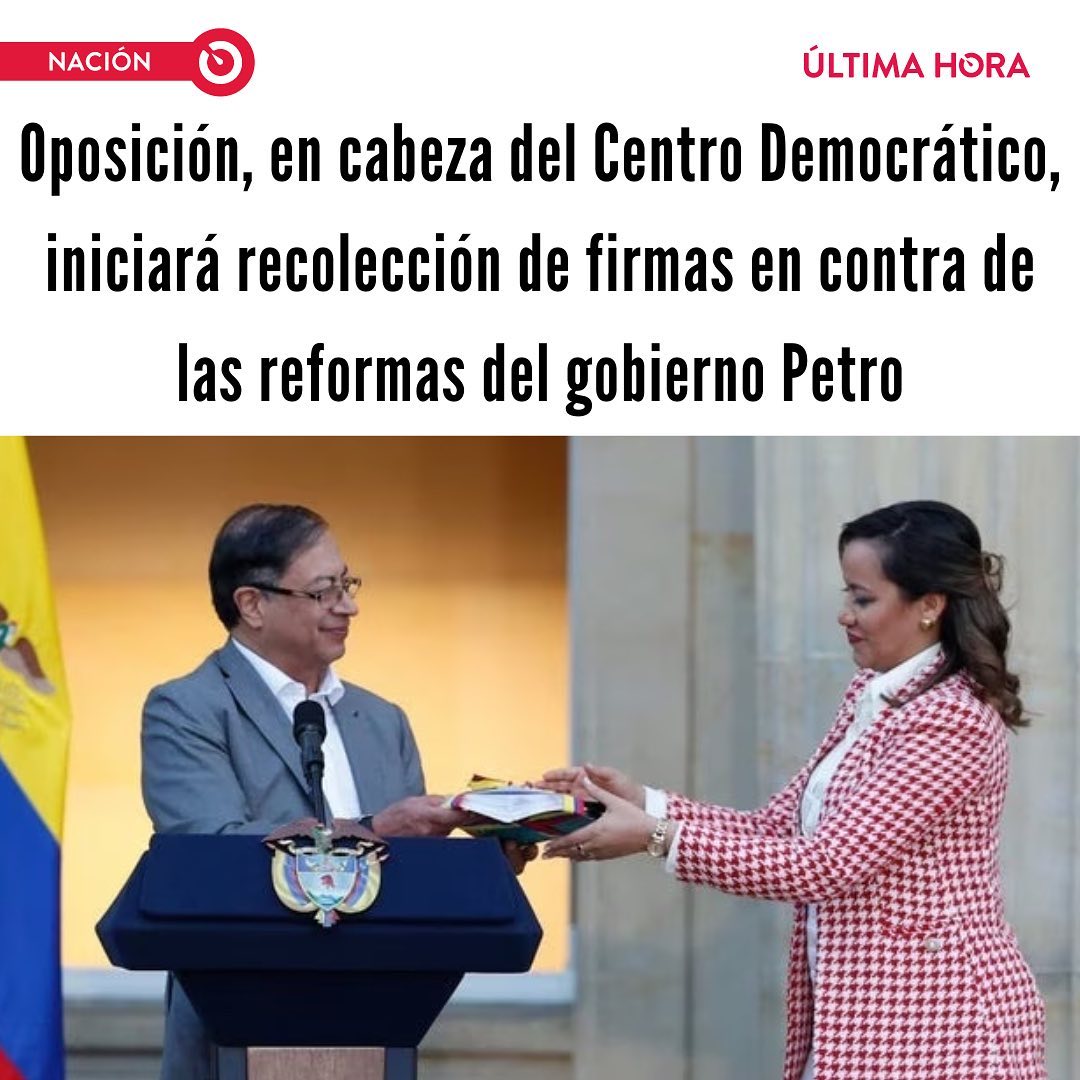 NACIÓN
ÚLTIMA HORA
Oposición, en cabeza del Centro Democrático,
iniciará recolección de firmas en contra de
las reformas del gobierno Petro